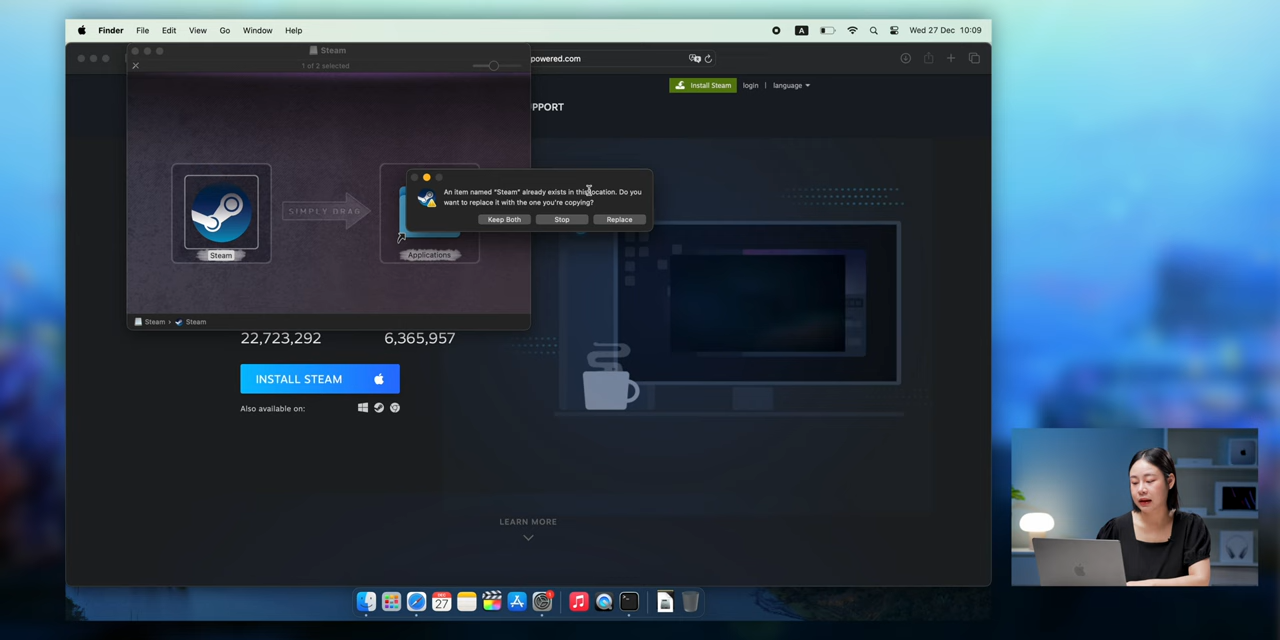 Finder File Edit View Go Window Help
A
Wed 27 Dec 10:09
Steam
1 of 2 selected
powered.com
Install Steam
login | language
PPORT
An item named "Steam" already exists in this location. Do you
want to replace it with the one you're copying?
Keep Both Stop Replace
SIMPLY DRAG
Steam
Applications
Steam › Steam
22,723,292 6,365,957
INSTALL STEAM
Also available on:
LEARN MORE
DEC
27
1